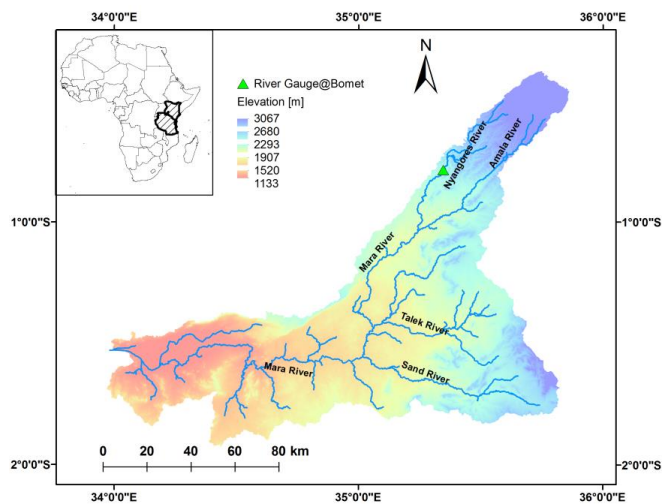 34°0'0"E
35°0'0"E
36°0'0"E
N
River Gauge@Bomet
Elevation [m]
3067
2680
2293
1907
1520
1133
Nyangores River
Amala River
1°0'0"S
1°0'0"S
Mara River
Talek River
Mara River
Sand River
0 20 40 60 80 km
2°0'0"S
2°0'0"S
34°0'0"E
35°0'0"E
36°0'0"E